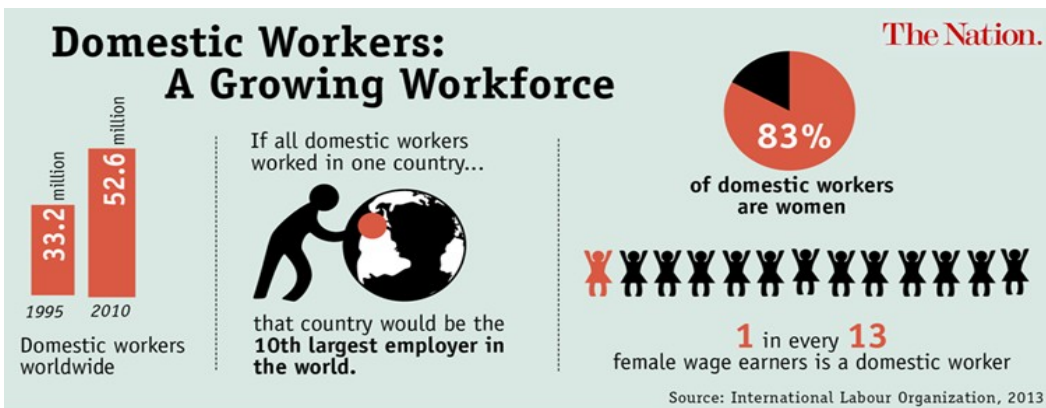 Domestic Workers:
A Growing Workforce
The Nation.
33.2 million
52.6 million
1995 2010
Domestic workers
worldwide
If all domestic workers
worked in one country...
that country would be the
10th largest employer in
the world.
83%
of domestic workers
are women
1 in every 13
female wage earners is a domestic worker
Source: International Labour Organization, 2013